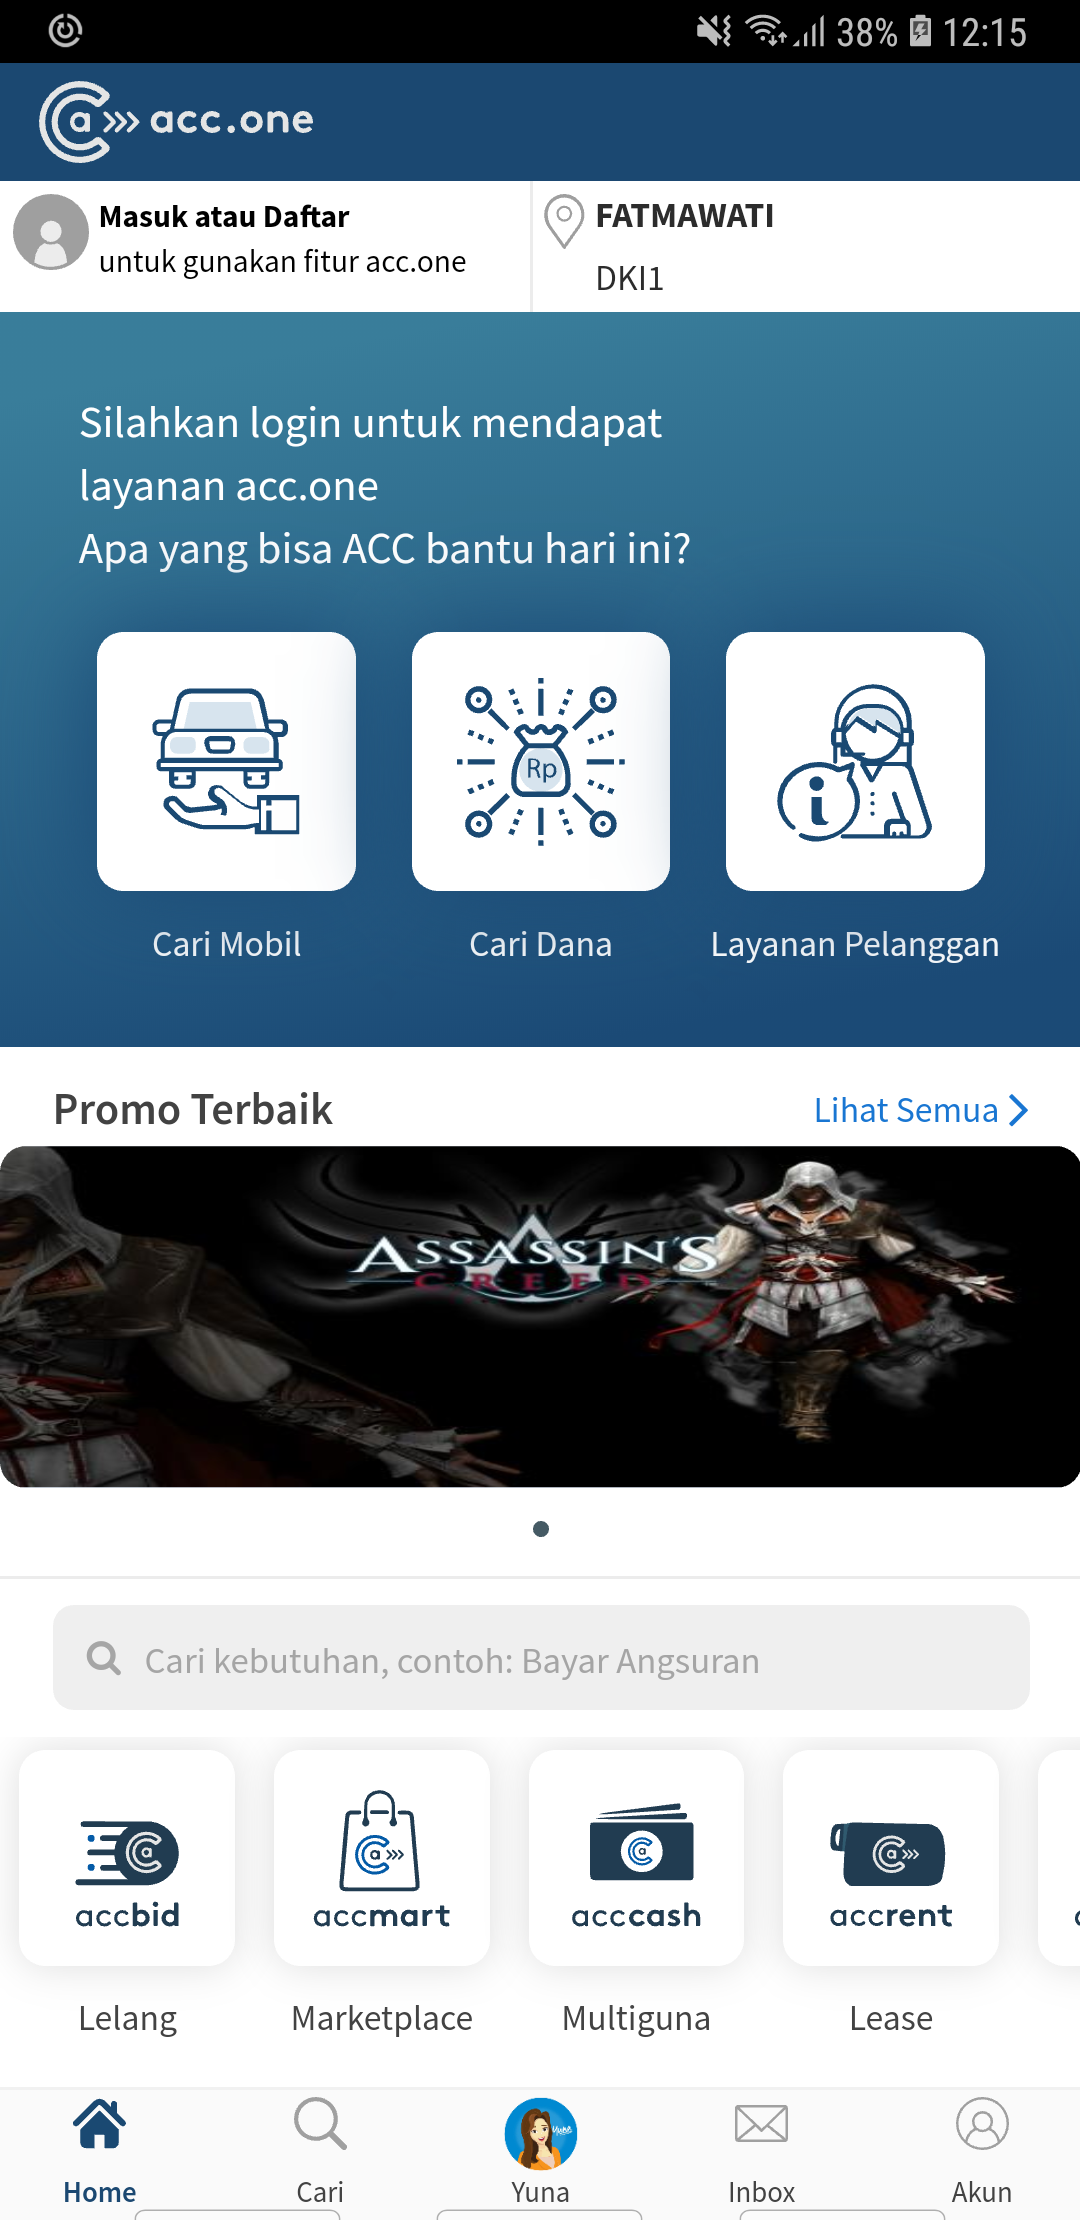 38% 12:15
a acc.one
Masuk atau Daftar
untuk gunakan fitur acc.one
FATMAWATI
DKI1
Silahkan login untuk mendapat
layanan acc.one
Apa yang bisa ACC bantu hari ini?
Rp
i
Cari Mobil
Cari Dana
Layanan Pelanggan
Promo Terbaik
Lihat Semua
ASSASSIN'S
CREED
Cari kebutuhan, contoh: Bayar Angsuran
a
a
a
a
accbid
accmart
acccash
accrent
Lelang
Marketplace
Multiguna
Lease
Yuna
Home
Cari
Yuna
Inbox
Akun